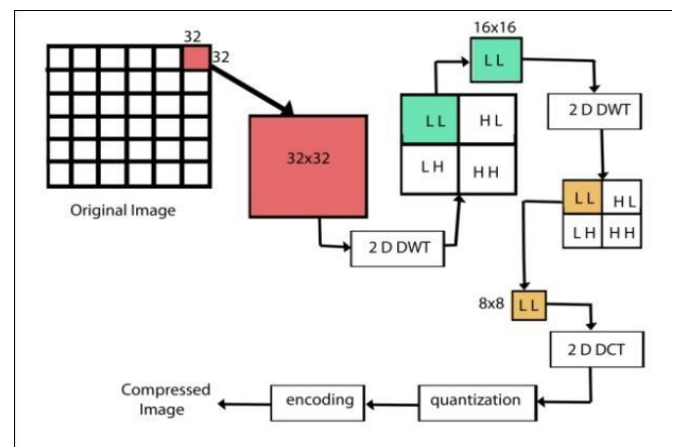 32
32
Original Image
32x32
2 D DWT
L L
H L
L H
H H
16x16
L L
2 D DWT
L L
H L
L H
H H
8x8
L L
2 D DCT
quantization
encoding
Compressed
Image